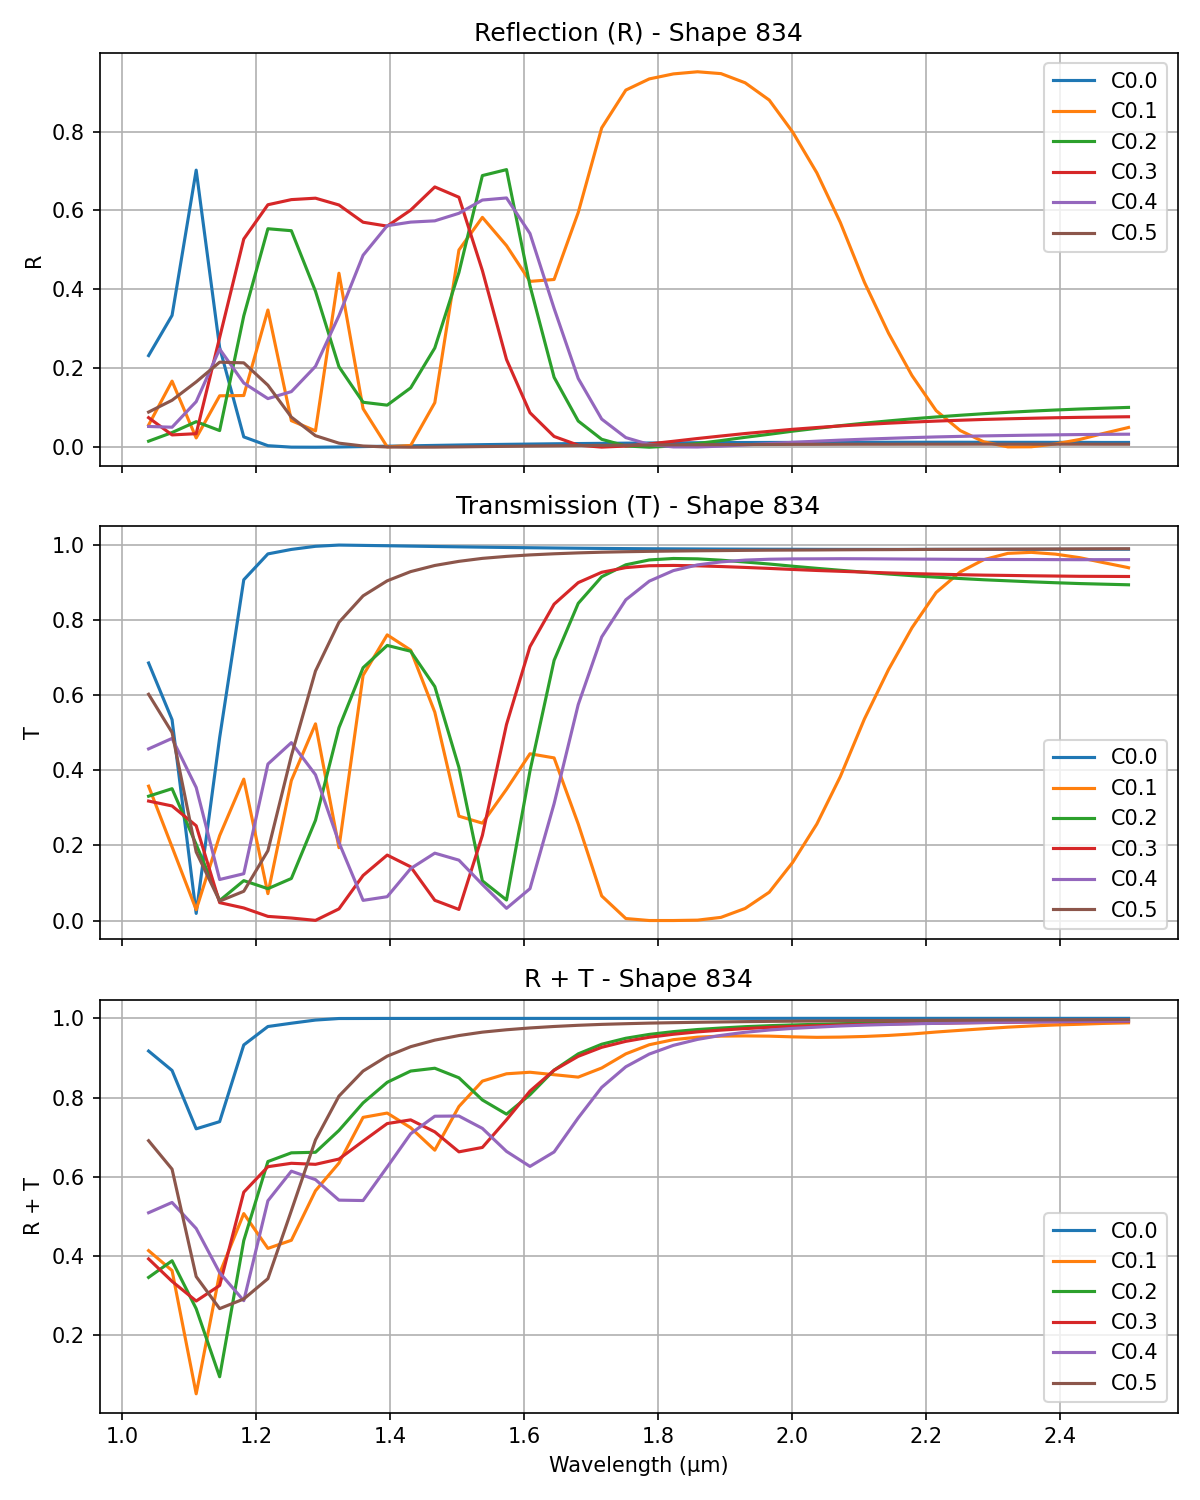 Reflection (R) - Shape 834
0.8
0.6
0.4
0.2
0.0
R
C0.0
C0.1
C0.2
C0.3
C0.4
C0.5
Transmission (T) - Shape 834
1.0
0.8
0.6
0.4
0.2
0.0
T
C0.0
C0.1
C0.2
C0.3
C0.4
C0.5
R + T - Shape 834
1.0
0.8
0.6
0.4
0.2
R + T
C0.0
C0.1
C0.2
C0.3
C0.4
C0.5
1.0 1.2 1.4 1.6 1.8 2.0 2.2 2.4
Wavelength (μm)